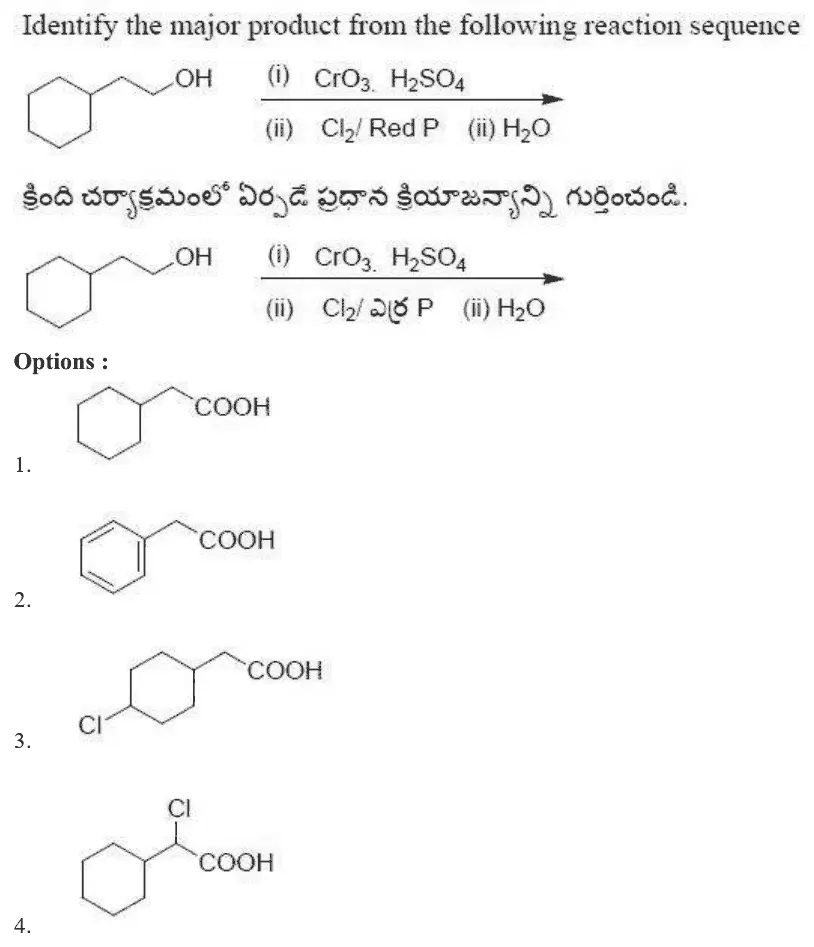 Identify the major product from the following reaction sequence
OH (i) CrO3. H2SO4
(ii) Cl2/ Red P (ii) H2O
క్రింది చర్యాక్రమంలో ఏర్పడే ప్రధాన క్రియాజన్యాన్ని గుర్తించండి.
OH (i) CrO3. H2SO4
(ii) Cl2/ ఎర్ర P (ii) H2O
Options :
COOH
1.
COOH
2.
COOH
Cl
3.
Cl
COOH
4.